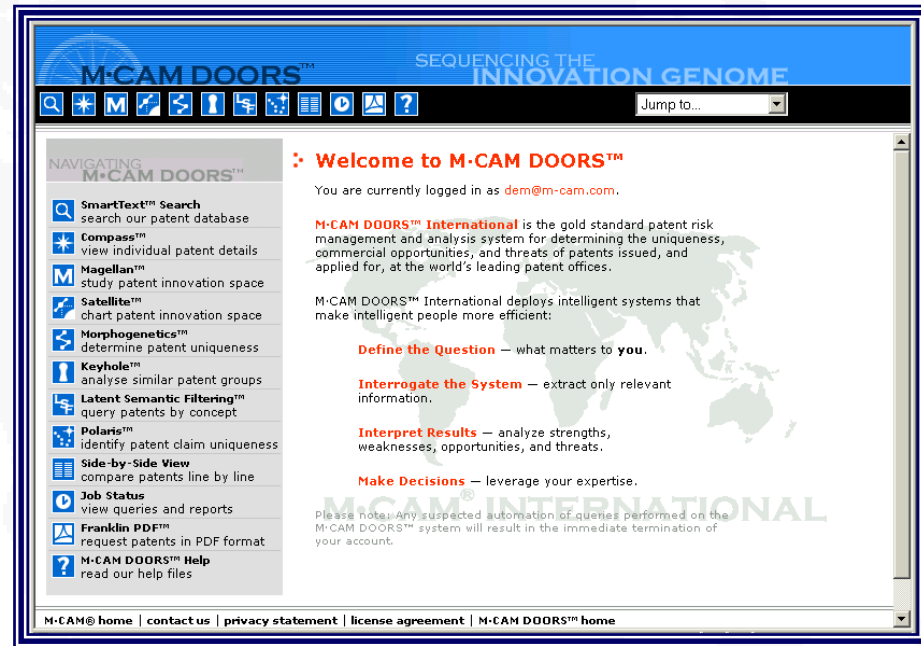 M·CAM DOORS™
SEQUENCING THE
INNOVATION GENOME
Jump to...
NAVIGATING
M·CAM DOORS™
SmartText™ Search
search our patent database
Compass™
view individual patent details
Magellan™
study patent innovation space
Satellite™
chart patent innovation space
Morphogenetics™
determine patent uniqueness
Keyhole™
analyse similar patent groups
Latent Semantic Filtering™
query patents by concept
Polaris™
identify patent claim uniqueness
Side-by-Side View
compare patents line by line
Job Status
view queries and reports
Franklin PDF™
request patents in PDF format
M·CAM DOORS™ Help
read our help files
Welcome to M·CAM DOORS™
You are currently logged in as dem@m-cam.com.
M·CAM DOORS™ International is the gold standard patent risk
management and analysis system for determining the uniqueness,
commercial opportunities, and threats of patents issued, and
applied for, at the world's leading patent offices.
M·CAM DOORS™ International deploys intelligent systems that
make intelligent people more efficient:
Define the Question — what matters to you.
Interrogate the System — extract only relevant
information.
Interpret Results — analyze strengths,
weaknesses, opportunities, and threats.
Make Decisions — leverage your expertise.
M·CAM® INTERNATIONAL
Please note: Any suspected automation of queries performed on the
M·CAM DOORS™ system will result in the immediate termination of
your account.
M·CAM® home | contact us | privacy statement | license agreement | M·CAM DOORS™ home